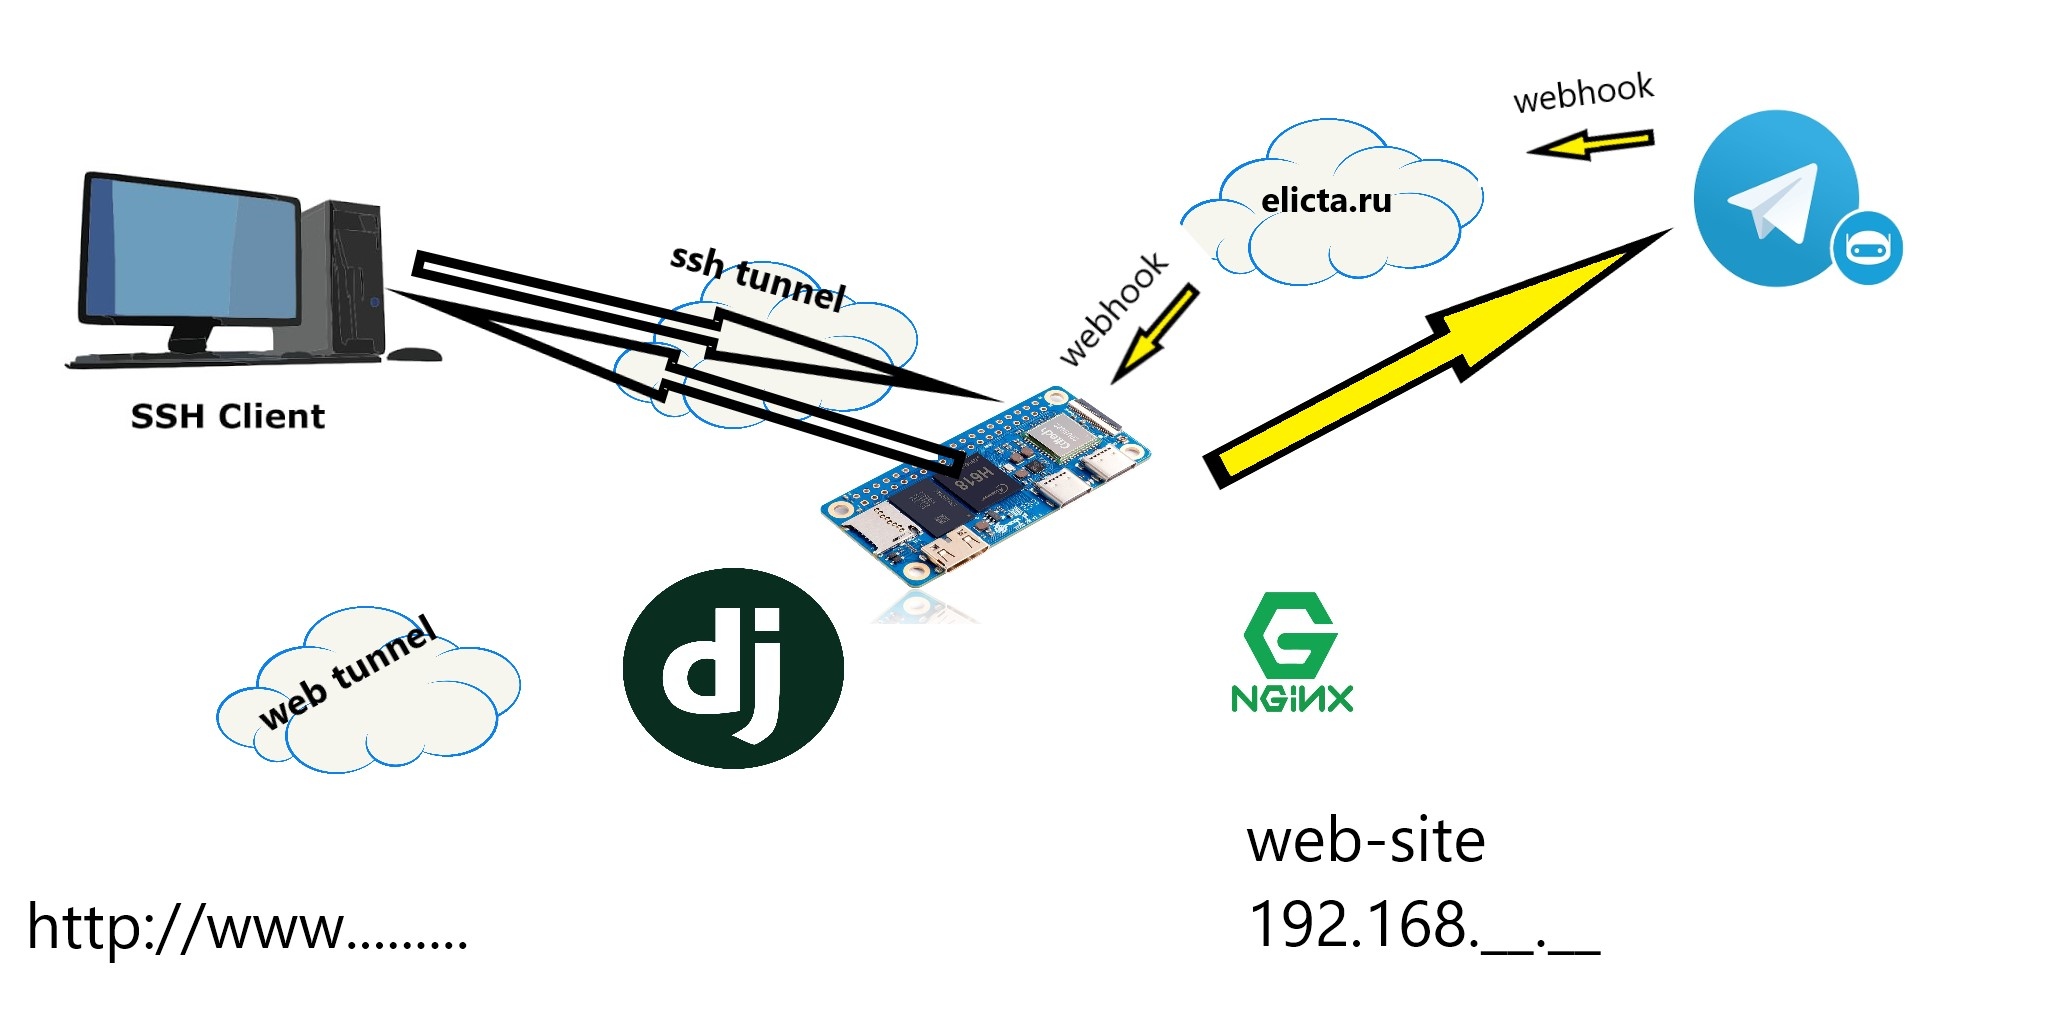 webhook
elicta.ru
ssh tunnel
webhook
SSH Client
H618
web tunnel
dj
NGiNX
web-site
192.168.__.__
http://www.........